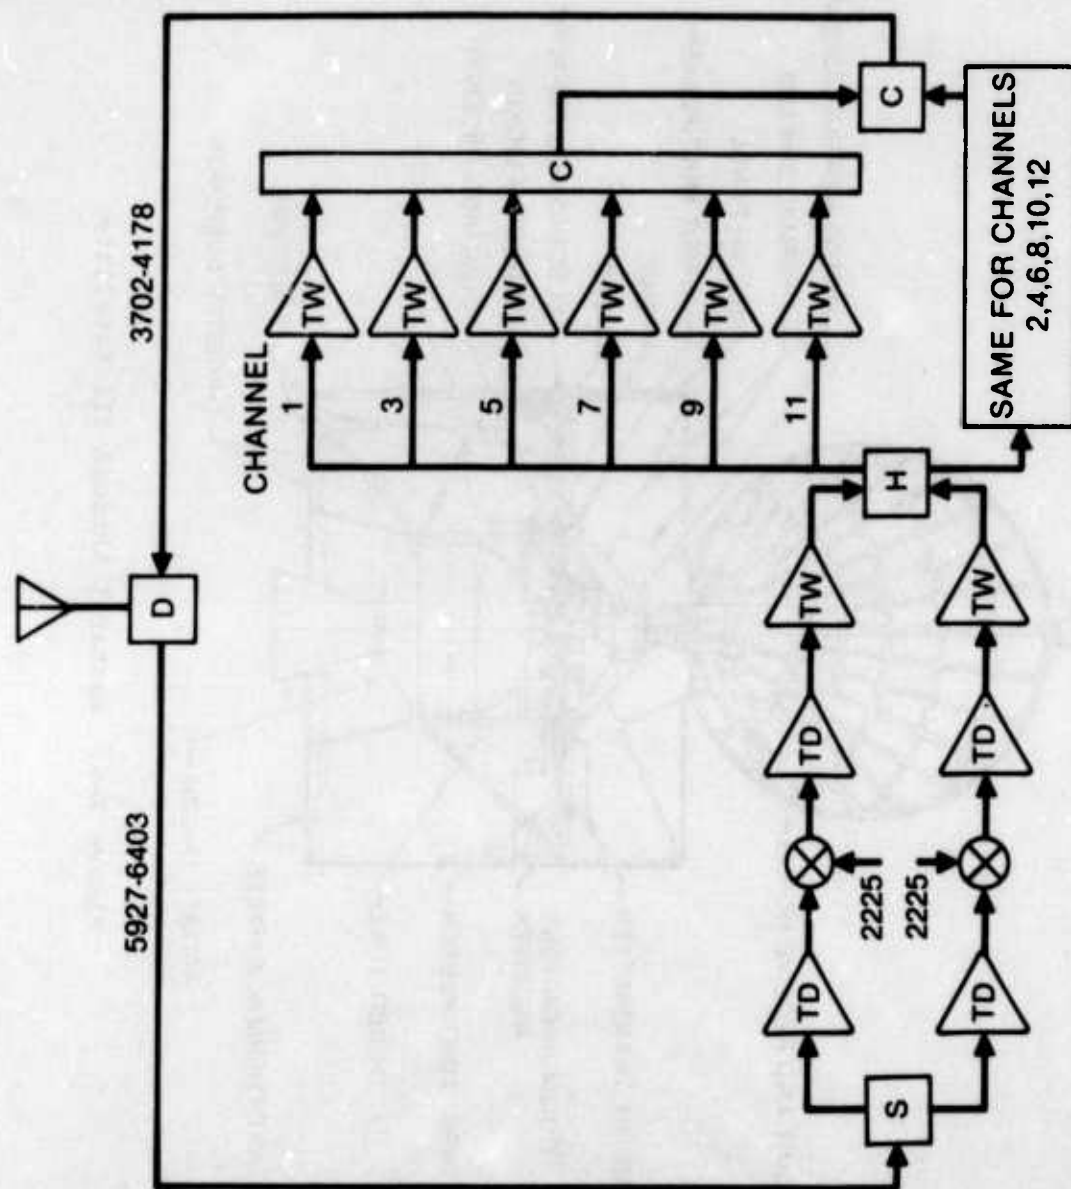 5927-6403
3702-4178
D
CHANNEL
1
3
5
7
9
11
TW
TW
TW
TW
TW
TW
C
C
S
TD
TD
2225
2225
TD
TD
TW
TW
H
SAME FOR CHANNELS
2,4,6,8,10,12